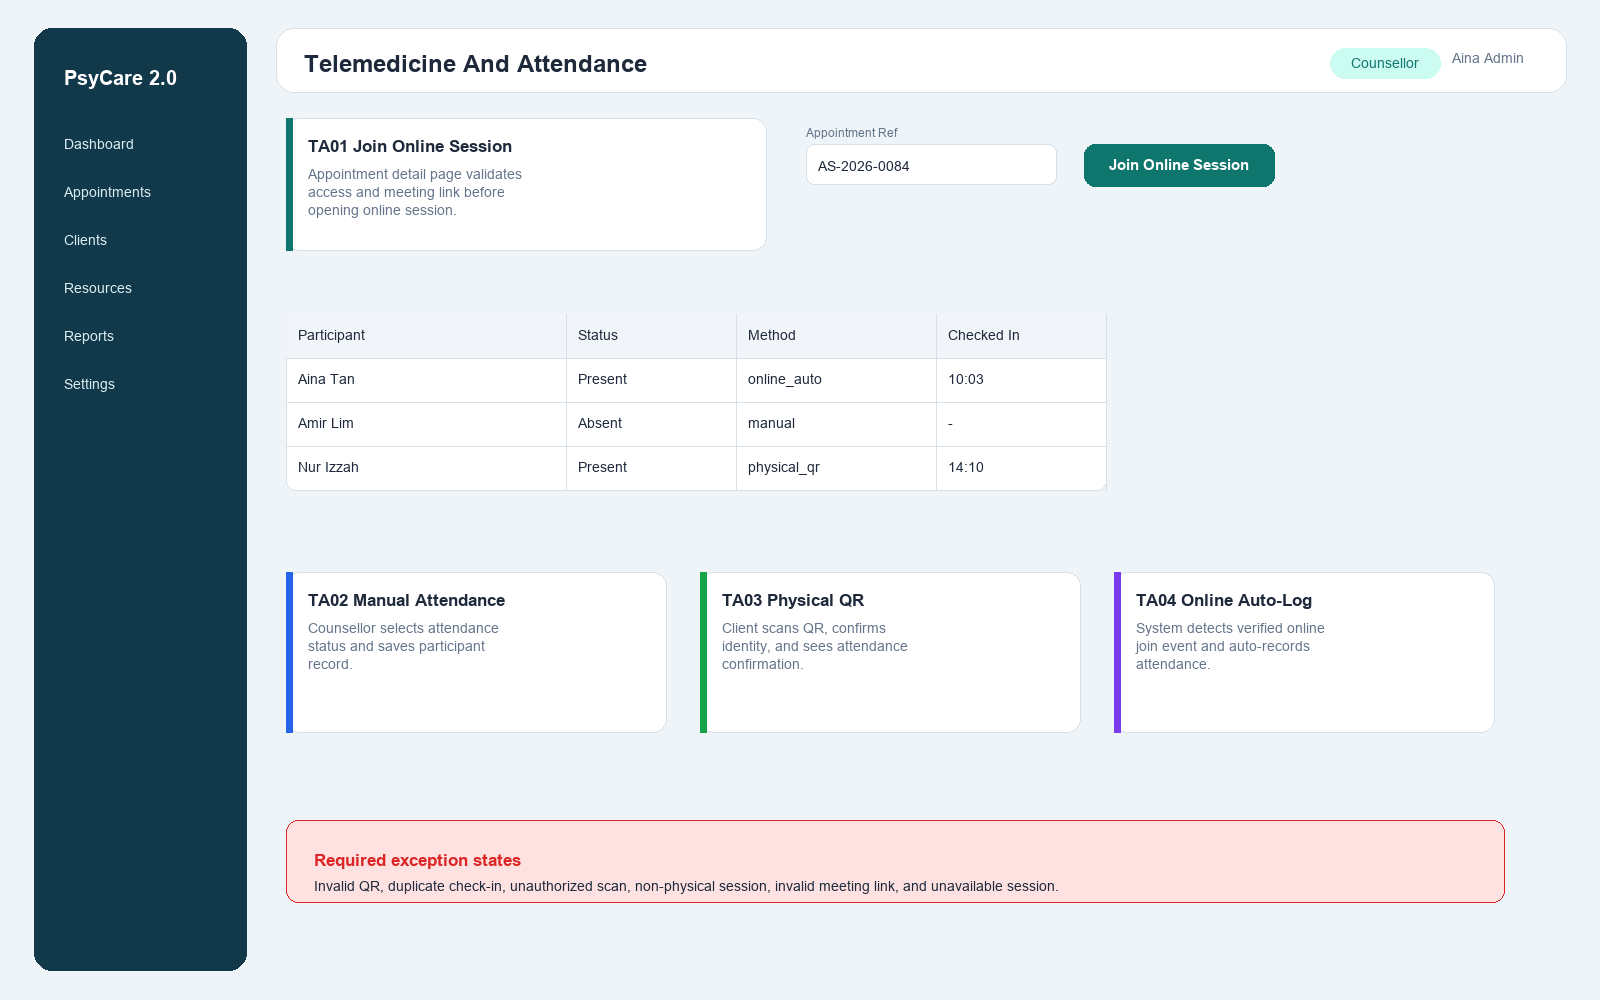 PsyCare 2.0
Dashboard
Appointments
Clients
Resources
Reports
Settings
Telemedicine And Attendance
Counsellor
Aina Admin
TA01 Join Online Session
Appointment detail page validates
access and meeting link before
opening online session.
Appointment Ref
AS-2026-0084
Join Online Session
Participant Status Method Checked In
Aina Tan Present online_auto 10:03
Amir Lim Absent manual -
Nur Izzah Present physical_qr 14:10
TA02 Manual Attendance
Counsellor selects attendance
status and saves participant
record.
TA03 Physical QR
Client scans QR, confirms
identity, and sees attendance
confirmation.
TA04 Online Auto-Log
System detects verified online
join event and auto-records
attendance.
Required exception states
Invalid QR, duplicate check-in, unauthorized scan, non-physical session, invalid meeting link, and unavailable session.